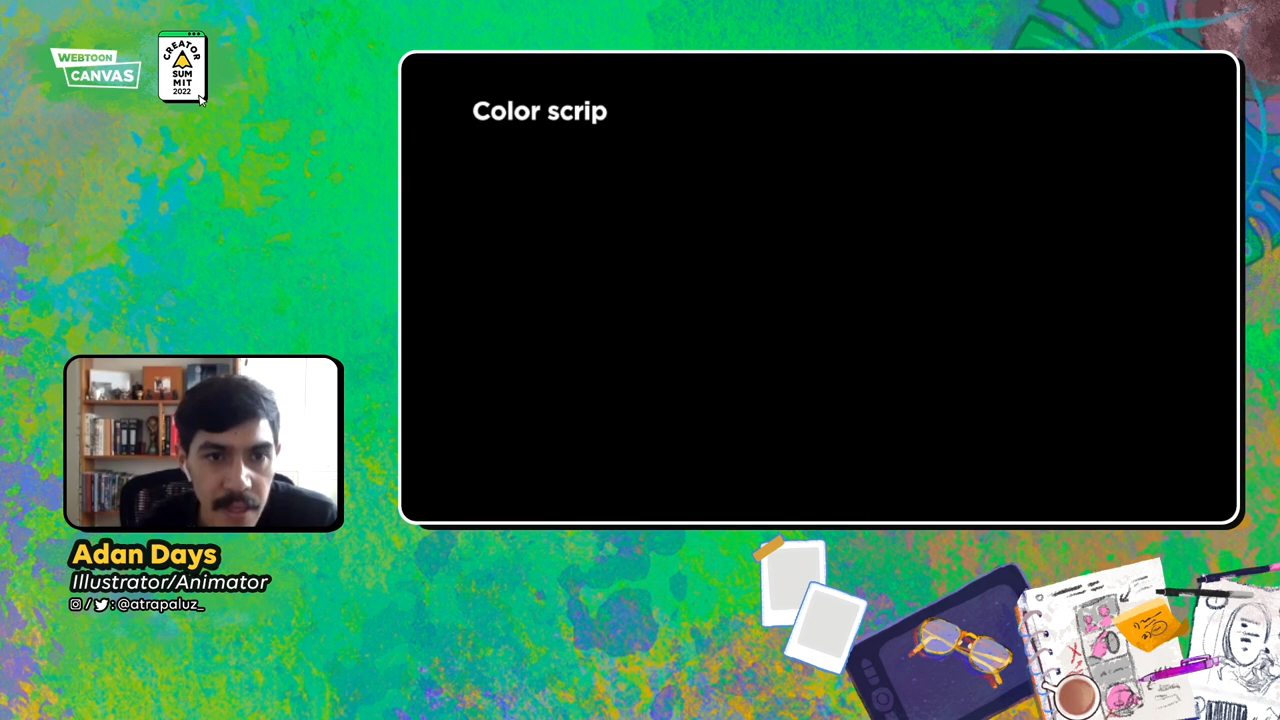 WEBTOON
CANVAS
CREATOR
SUM
MIT
2022
Color scrip
Adan Days
Illustrator/Animator
/ : @atrapaluz_